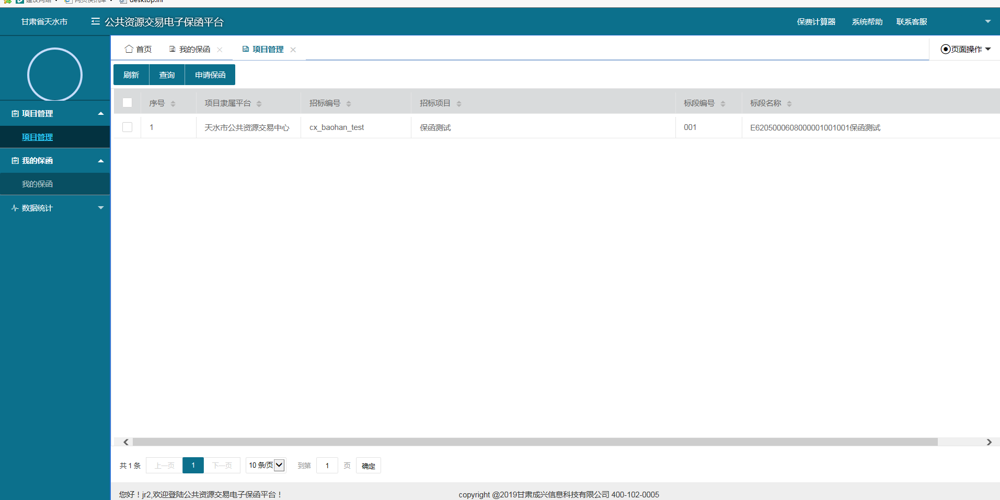 建设网站 网页快讯库 desktop.ini
甘肃省天水市 公共资源交易电子保函平台 保费计算器 系统帮助 联系客服
首页 我的保函 项目管理 页面操作
刷新 查询 申请保函
项目管理
项目管理
我的保函
我的保函
数据统计
序号 项目隶属平台 招标编号 招标项目 标段编号 标段名称
1 天水市公共资源交易中心 cx_baohan_test 保函测试 001 E6205000608000001001001保函测试
共 1 条 上一页 1 下一页 10 条/页 到第 1 页 确定
您好！jr2,欢迎登陆公共资源交易电子保函平台！ copyright @2019甘肃成兴信息科技有限公司 400-102-0005